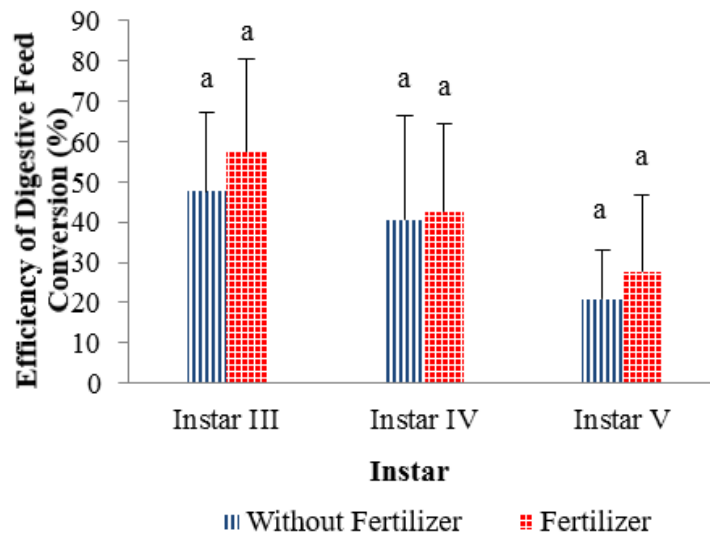 Efficiency of Digestive Feed
Conversion (%)
90
80
70
60
50
40
30
20
10
0
a
a
a
a
a
a
Instar III
Instar IV
Instar V
Instar
Without Fertilizer
Fertilizer